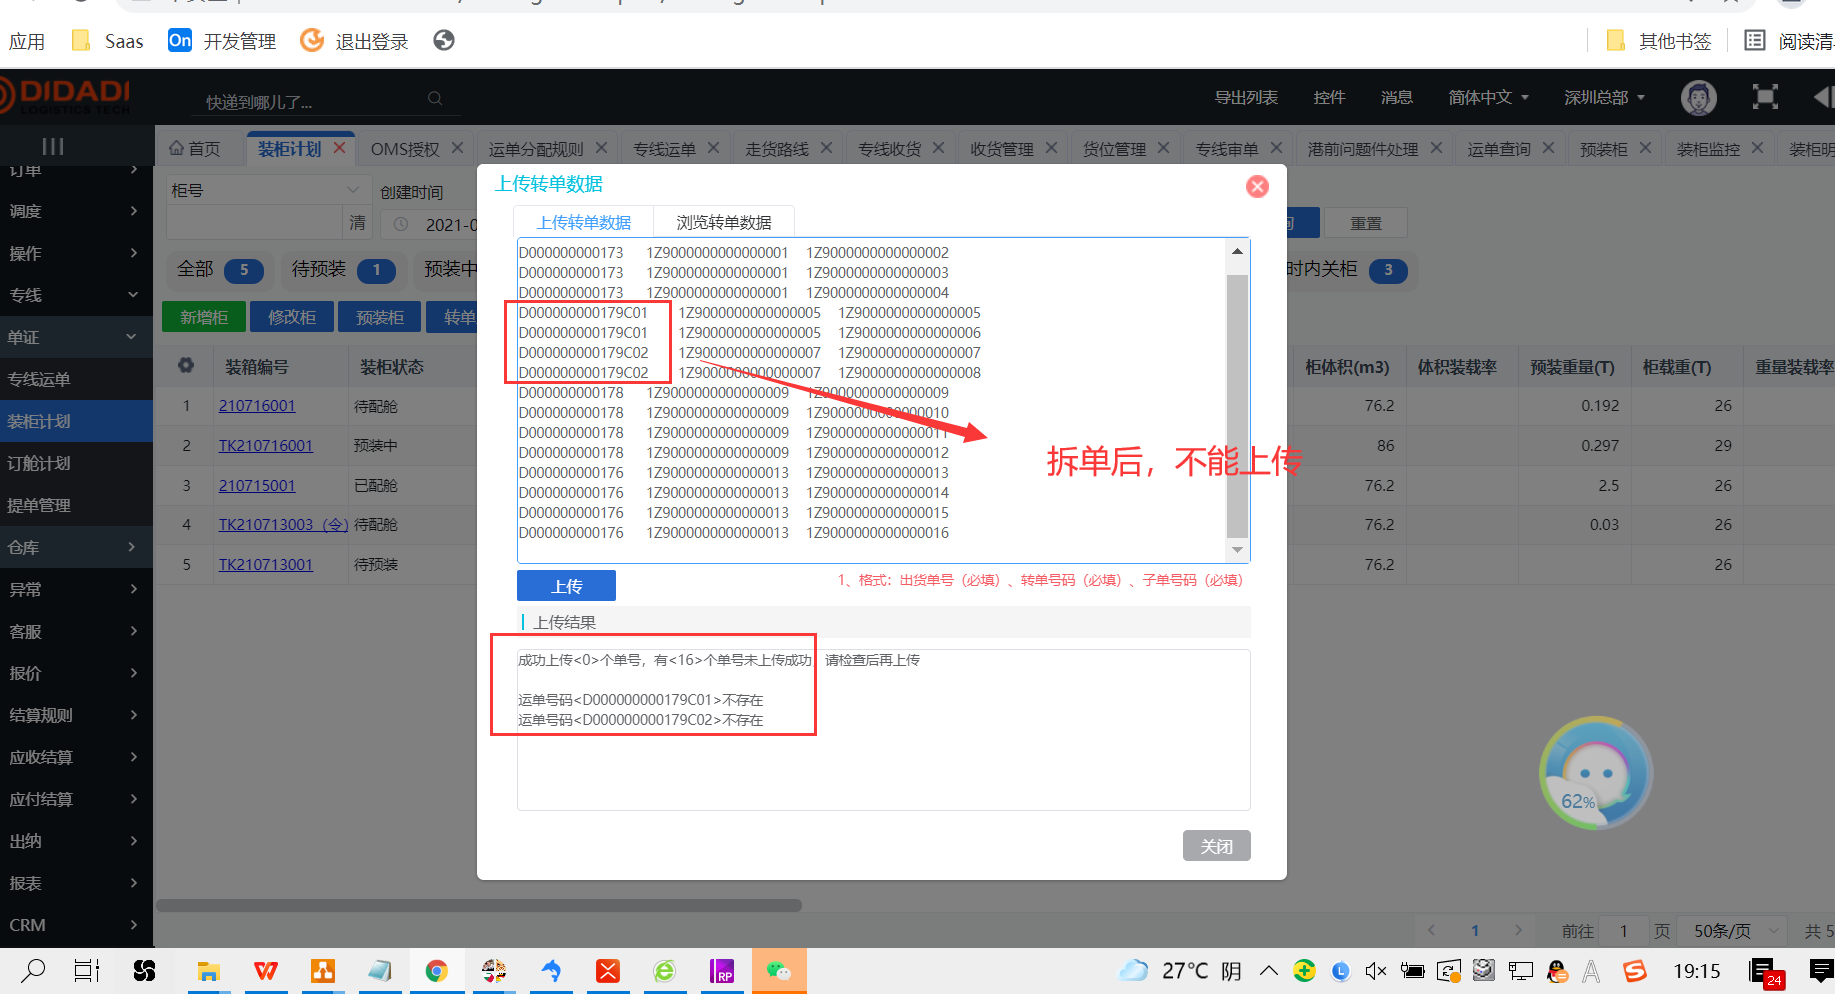 应用 Saas On 开发管理 退出登录 其他书签 阅读清单
DIDADI
LOGISTICS TECH
快递到哪儿了...
导出列表 控件 消息 简体中文 深圳总部
首页 装柜计划 OMS授权 运单分配规则 专线运单 走货路线 专线收货 收货管理 货位管理 专线审单 港前问题件处理 运单查询 预装柜 装柜监控 装柜明
订单
调度
操作
专线
单证
专线运单
装柜计划
订舱计划
提单管理
仓库
异常
客服
报价
结算规则
应收结算
应付结算
出纳
报表
CRM
柜号 创建时间
清 2021-0
重置
全部 5 待预装 1 预装中 时内关柜 3
新增柜 修改柜 预装柜 转单
装箱编号 装柜状态 柜体积(m3) 体积装载率 预装重量(T) 柜载重(T) 重量装载率
1 210716001 待配舱 76.2 0.192 26
2 TK210716001 预装中 86 0.297 29
3 210715001 已配舱 76.2 2.5 26
4 TK210713003（令） 待配舱 76.2 0.03 26
5 TK210713001 待预装 76.2 26
上传转单数据
上传转单数据 浏览转单数据
D000000000173 1Z9000000000000001 1Z9000000000000002
D000000000173 1Z9000000000000001 1Z9000000000000003
D000000000173 1Z9000000000000001 1Z9000000000000004
D000000000179C01 1Z9000000000000005 1Z9000000000000005
D000000000179C01 1Z9000000000000005 1Z9000000000000006
D000000000179C02 1Z9000000000000007 1Z9000000000000007
D000000000179C02 1Z9000000000000007 1Z9000000000000008
D000000000178 1Z9000000000000009 1Z9000000000000009
D000000000178 1Z9000000000000009 1Z9000000000000010
D000000000178 1Z9000000000000009 1Z9000000000000011
D000000000178 1Z9000000000000009 1Z9000000000000012
D000000000176 1Z9000000000000013 1Z9000000000000013
D000000000176 1Z9000000000000013 1Z9000000000000014
D000000000176 1Z9000000000000013 1Z9000000000000015
D000000000176 1Z9000000000000013 1Z9000000000000016
拆单后，不能上传
上传
1、格式：出货单号（必填）、转单号码（必填）、子单号码（必填）
上传结果
成功上传<0>个单号，有<16>个单号未上传成功，请检查后再上传
运单号码<D000000000179C01>不存在
运单号码<D000000000179C02>不存在
关闭
62%
1 前往 1 页 50条/页 共 5
RP 27°C 阴 19:15 24